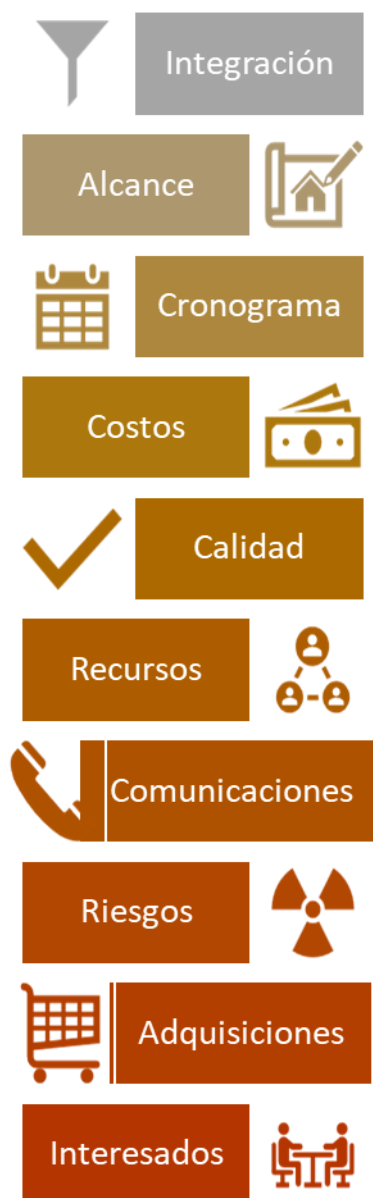 Integración
Alcance
Cronograma
Costos
Calidad
Recursos
Comunicaciones
Riesgos
Adquisiciones
Interesados